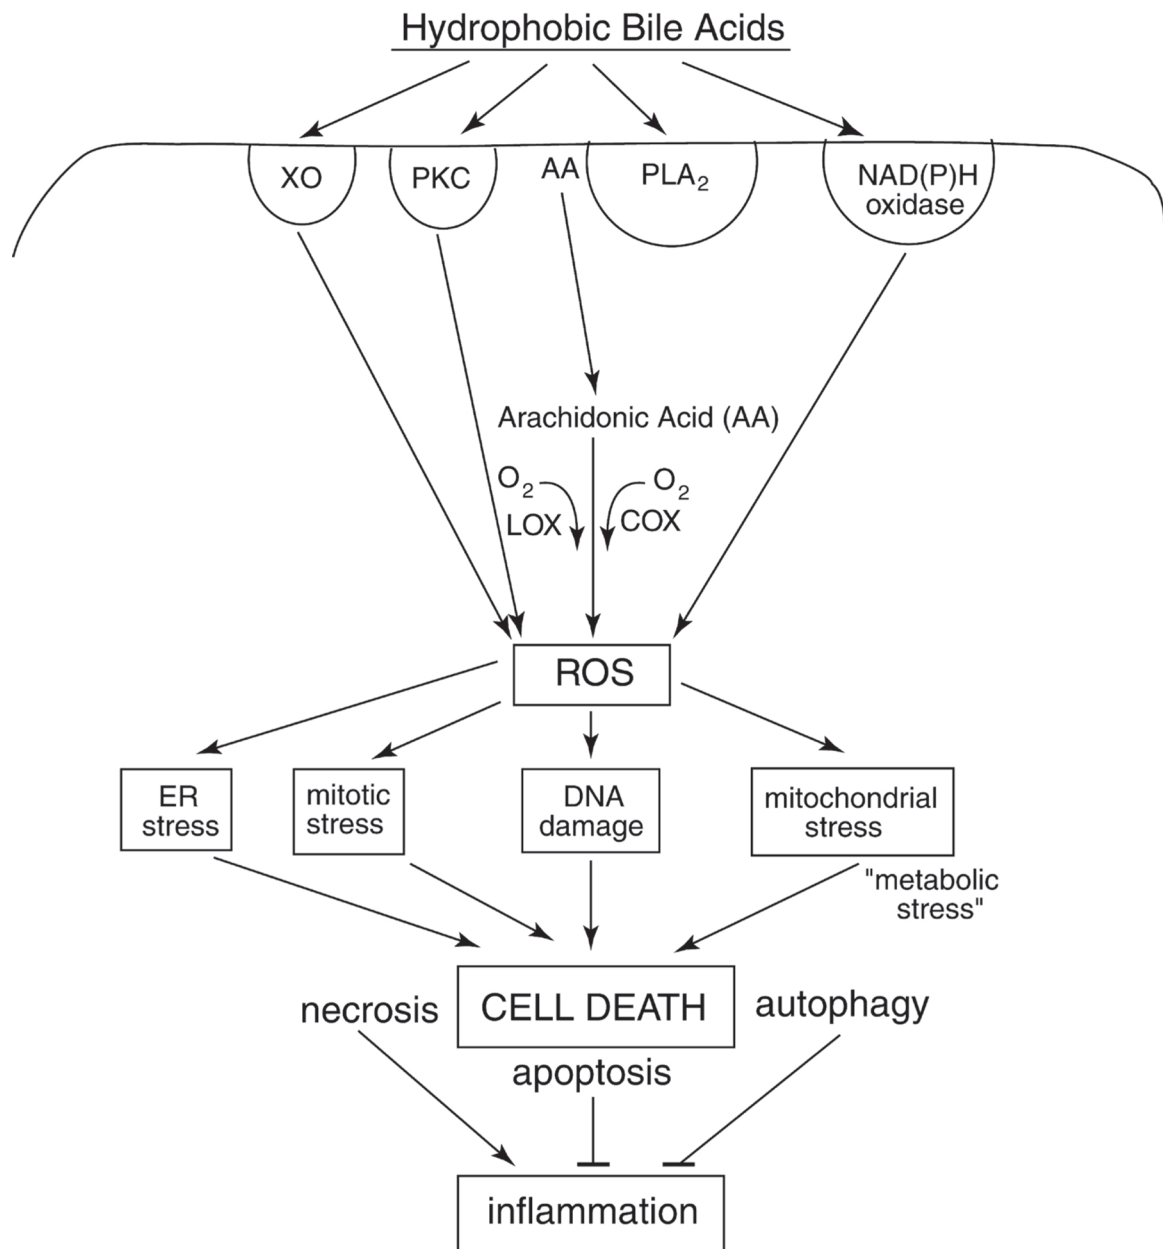 Hydrophobic Bile Acids
XO
PKC
AA
PLA2
NAD(P)H
oxidase
Arachidonic Acid (AA)
O2
O2
LOX
COX
ROS
ER
stress
mitotic
stress
DNA
damage
mitochondrial
stress
"metabolic
stress"
necrosis
CELL DEATH
autophagy
apoptosis
inflammation